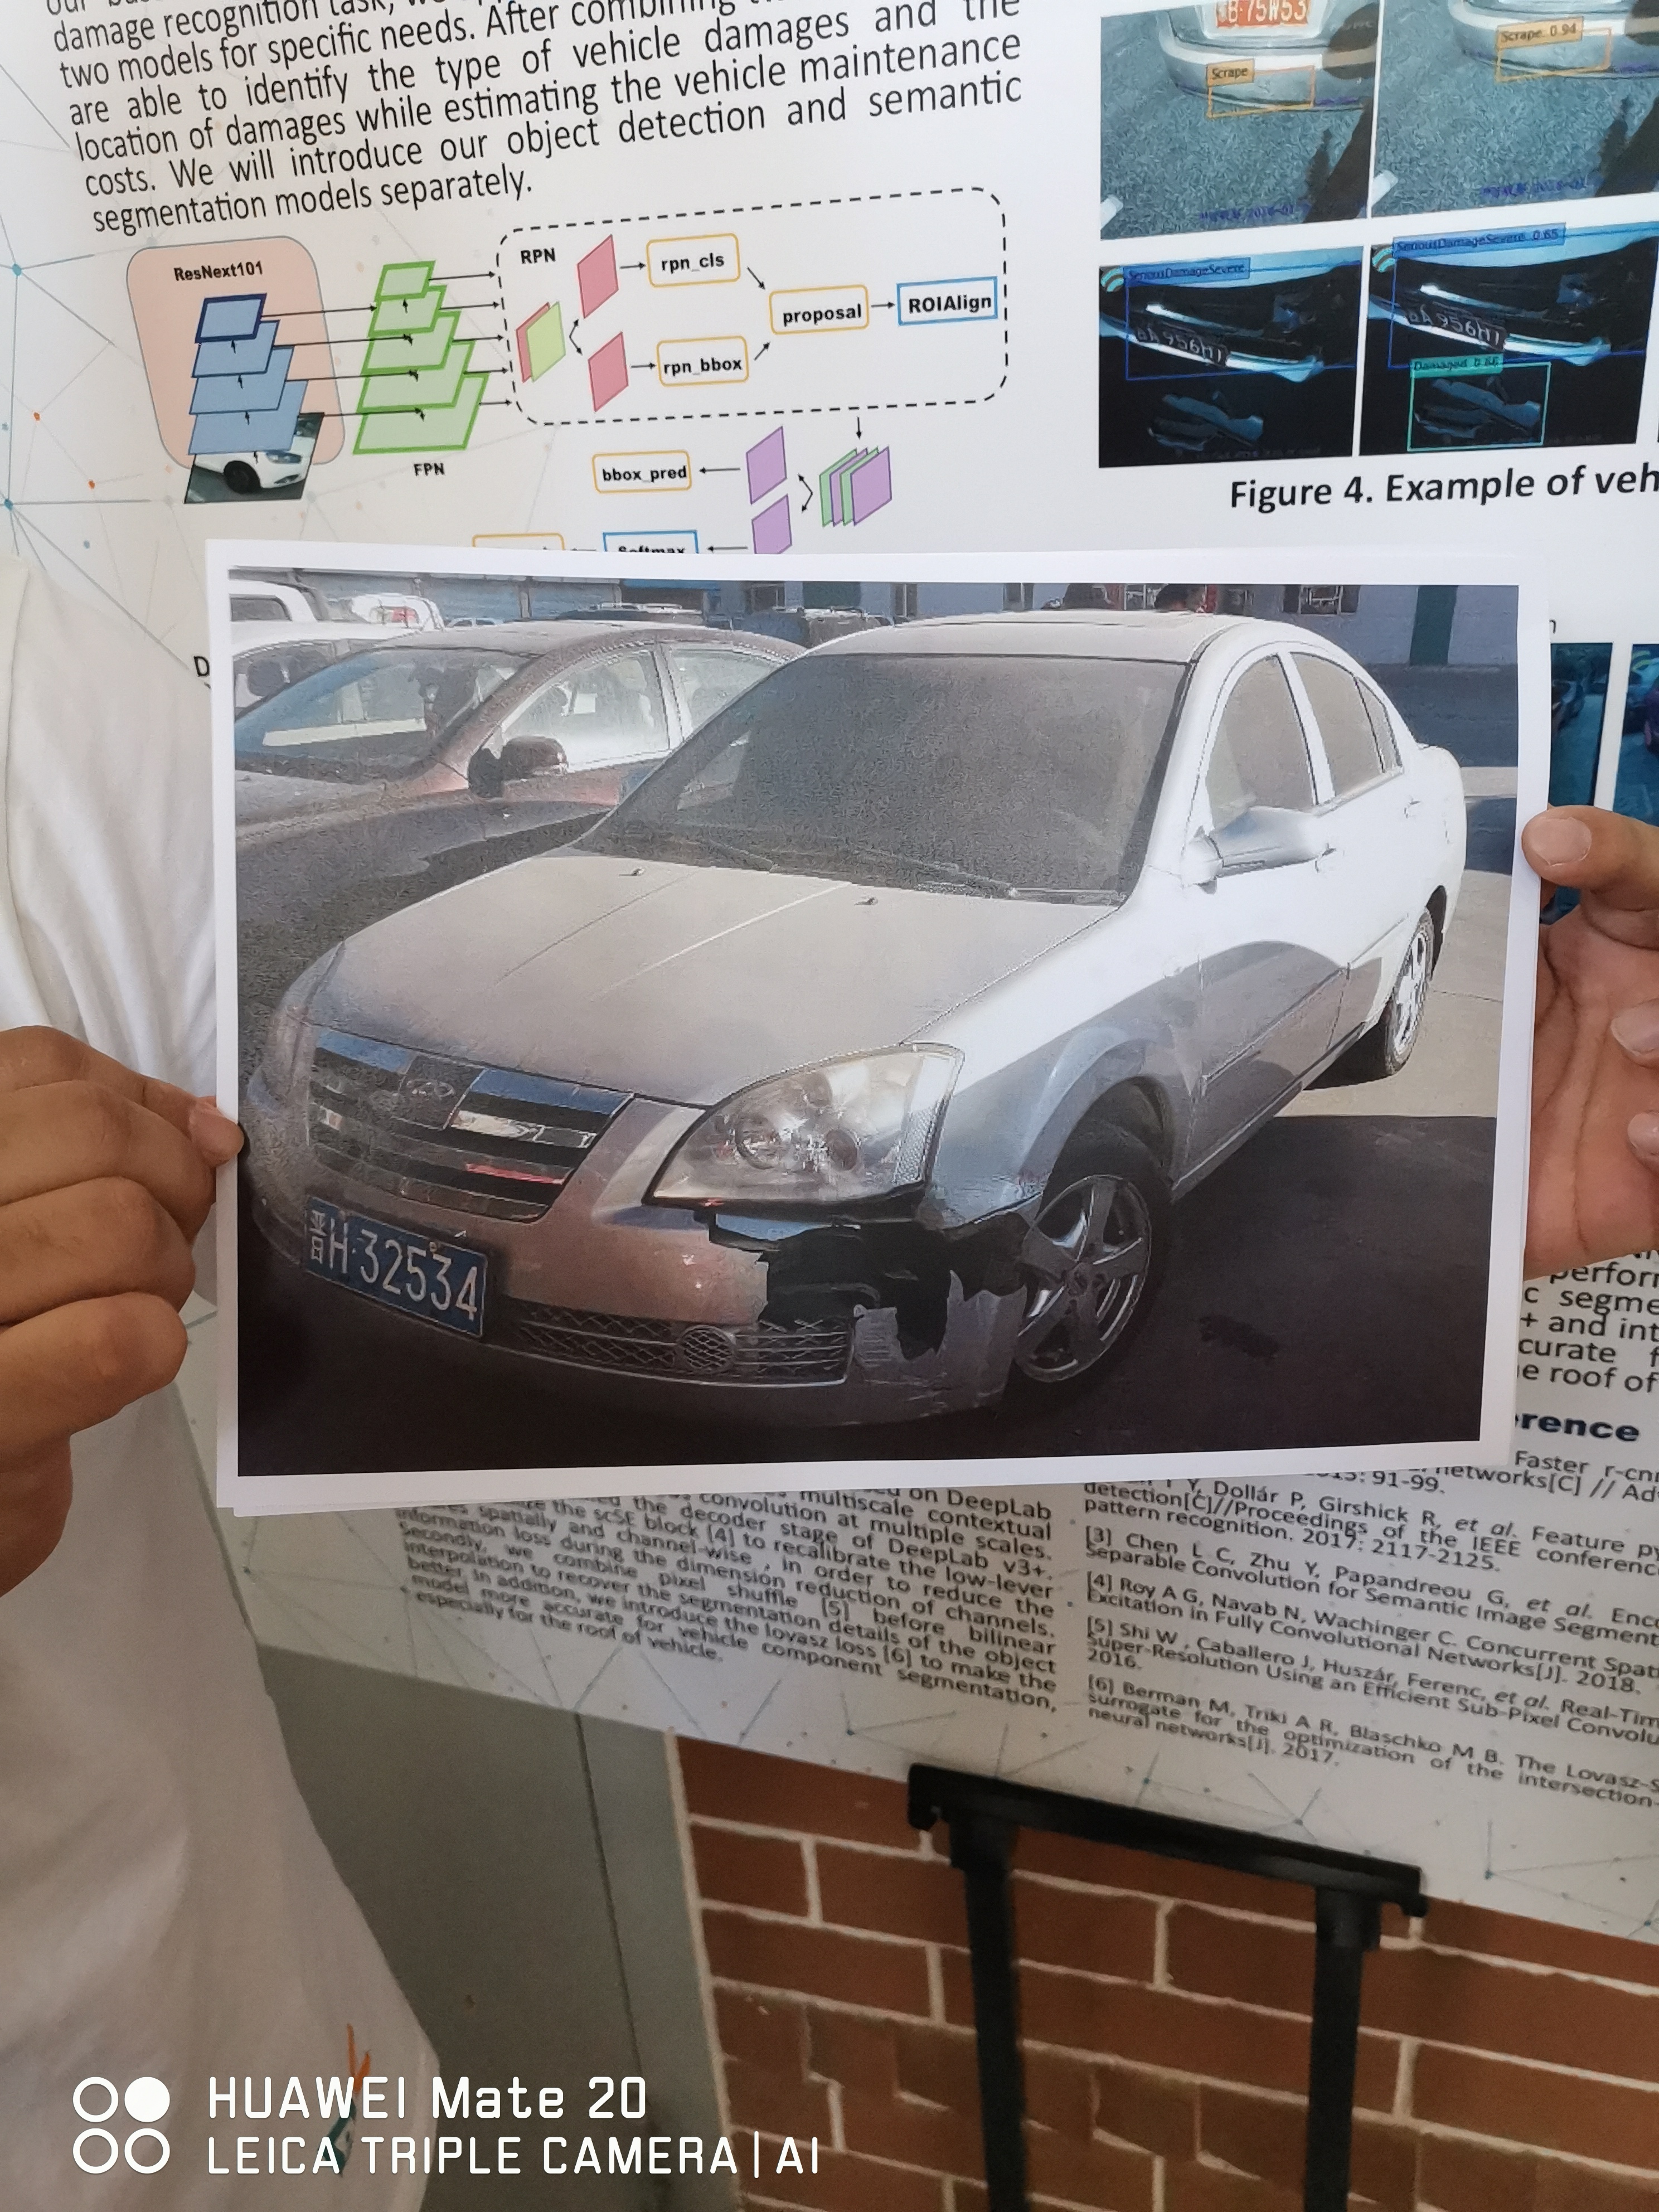 damage recognition task,
two models for specific needs. After combining
are able to identify the type of vehicle damages and the
location of damages while estimating the vehicle maintenance
costs. We will introduce our object detection and semantic
segmentation models separately.
ResNext101
FPN
RPN
rpn_cls
rpn_bbox
proposal
ROIAlign
bbox_pred
Softmax
Scrape
Scrape 0.94
SeriousDamageSevere
SeriousDamageSevere 0.65
Damaged 0.66
Figure 4. Example of veh
晋H·32534
on DeepLab
multiscale contextual
convolution at multiple scales.
the decoder stage of DeepLab v3+.
the scSE block [4] to recalibrate the low-lever
spatially and channel-wise, in order to reduce the
information loss during the dimension reduction of channels.
Secondly, we combine pixel shuffle [5] before bilinear
interpolation to recover the segmentation details of the object
better. In addition, we introduce the lovasz loss [6] to make the
model more accurate for vehicle component segmentation,
especially for the roof of vehicle.
perfor
c segme
+ and int
curate f
e roof of
erence
Faster r-cn
networks[C] // Ad
: 91-99.
Y, Dollár P, Girshick R, et al. Feature py
detection[C]//Proceedings of the IEEE conferenc
pattern recognition. 2017: 2117-2125.
[3] Chen L C, Zhu Y, Papandreou G, et al. Enc
Separable Convolution for Semantic Image Segment
[4] Roy A G, Navab N, Wachinger C. Concurrent Spati
Excitation in Fully Convolutional Networks[J]. 2018.
[5] Shi W, Caballero J, Huszár, Ferenc, et al. Real-Tim
Super-Resolution Using an Efficient Sub-Pixel Convolu
2016.
[6] Berman M, Triki A R, Blaschko M B. The Lovasz-S
surrogate for the optimization of the intersection-
neural networks[J]. 2017.
HUAWEI Mate 20
LEICA TRIPLE CAMERA | AI